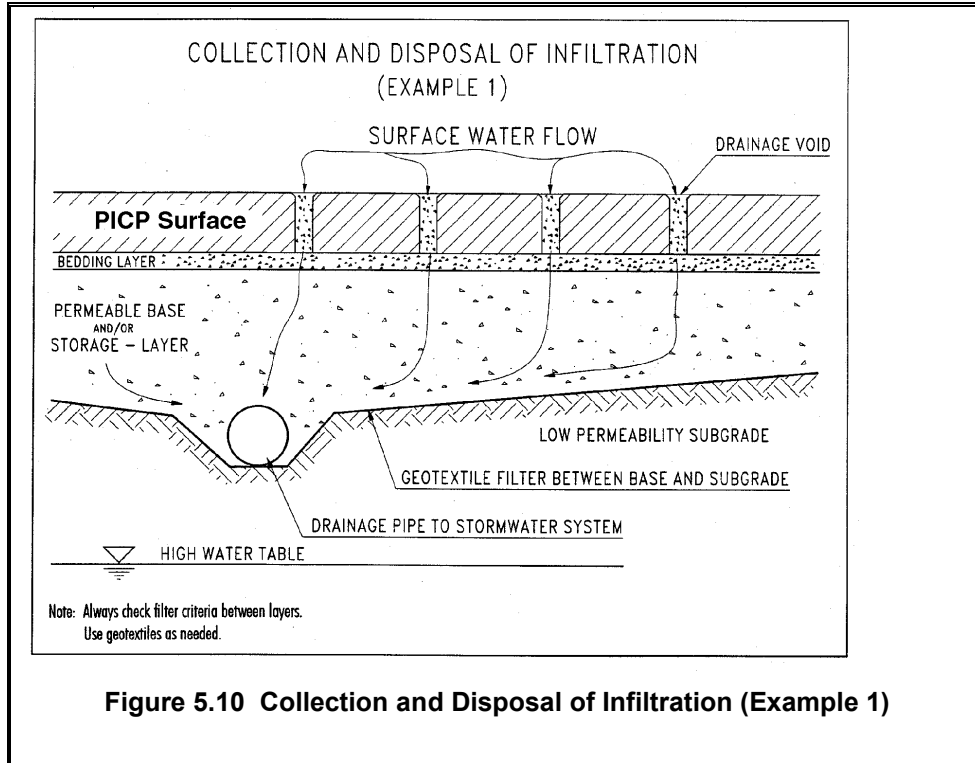 COLLECTION AND DISPOSAL OF INFILTRATION
(EXAMPLE 1)
SURFACE WATER FLOW
DRAINAGE VOID
PICP Surface
BEDDING LAYER
PERMEABLE BASE
AND/OR
STORAGE - LAYER
LOW PERMEABILITY SUBGRADE
GEOTEXTILE FILTER BETWEEN BASE AND SUBGRADE
DRAINAGE PIPE TO STORMWATER SYSTEM
HIGH WATER TABLE
Note: Always check filter criteria between layers.
Use geotextiles as needed.
Figure 5.10 Collection and Disposal of Infiltration (Example 1)